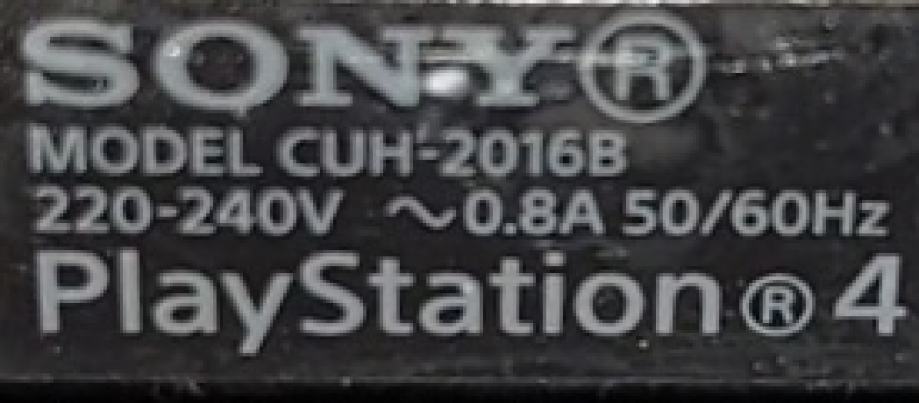 SONY®
MODEL CUH-2016B
220-240V ~0.8A 50/60Hz
PlayStation®4